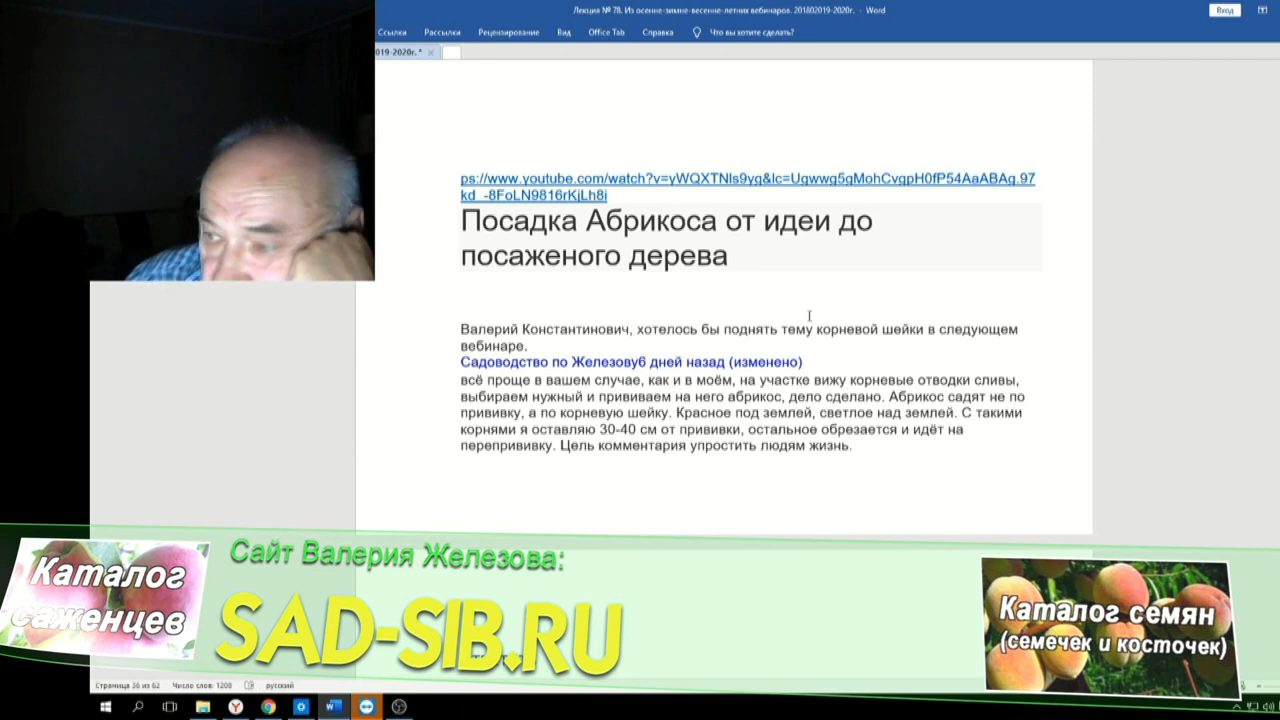 Лекция № 78. Из осенне-зимне-весенне-летних вебинаров. 201802019-2020г. - Word
Вход
Ссылки Рассылки Рецензирование Вид Office Tab Справка Что вы хотите сделать?
019-2020г. *
ps://www.youtube.com/watch?v=yWQXTNls9yg&lc=Ugwwg5gMohCvgpH0fP54AaABAg.97
kd_-8FoLN9816rKjLh8i
Посадка Абрикоса от идеи до
посаженого дерева
Валерий Константинович, хотелось бы поднять тему корневой шейки в следующем
вебинаре.
Садоводство по Железову6 дней назад (изменено)
всё проще в вашем случае, как и в моём, на участке вижу корневые отводки сливы,
выбираем нужный и прививаем на него абрикос, дело сделано. Абрикос садят не по
прививку, а по корневую шейку. Красное под землей, светлое над землей. С такими
корнями я оставляю 30-40 см от прививки, остальное обрезается и идёт на
перепрививку. Цель комментария упростить людям жизнь.
Сайт Валерия Железова:
SAD-SIB.RU
Каталог
саженцев
Каталог семян
(семечек и косточек)
Страница 36 из 62 Число слов: 1208 русский